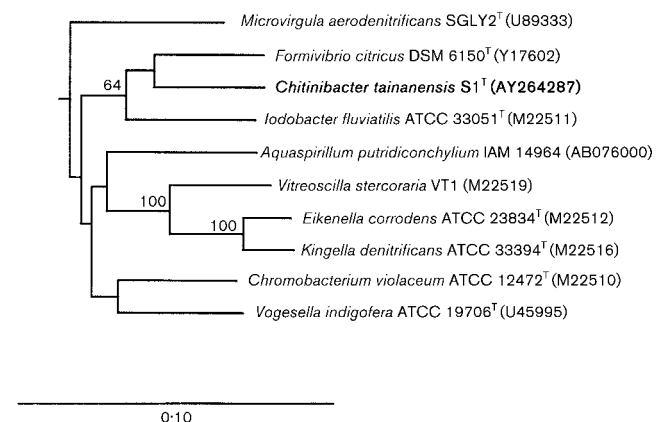 Microvirgula aerodenitrificans SGLY2ᵀ (U89333)
Formivibrio citricus DSM 6150ᵀ (Y17602)
64
Chitinibacter tainanensis S1ᵀ (AY264287)
Iodobacter fluviatilis ATCC 33051ᵀ (M22511)
Aquaspirillum putridiconchylium IAM 14964 (AB076000)
Vitreoscilla stercoraria VT1 (M22519)
100
Eikenella corrodens ATCC 23834ᵀ (M22512)
100
Kingella denitrificans ATCC 33394ᵀ (M22516)
Chromobacterium violaceum ATCC 12472ᵀ (M22510)
Vogesella indigofera ATCC 19706ᵀ (U45995)
0·10